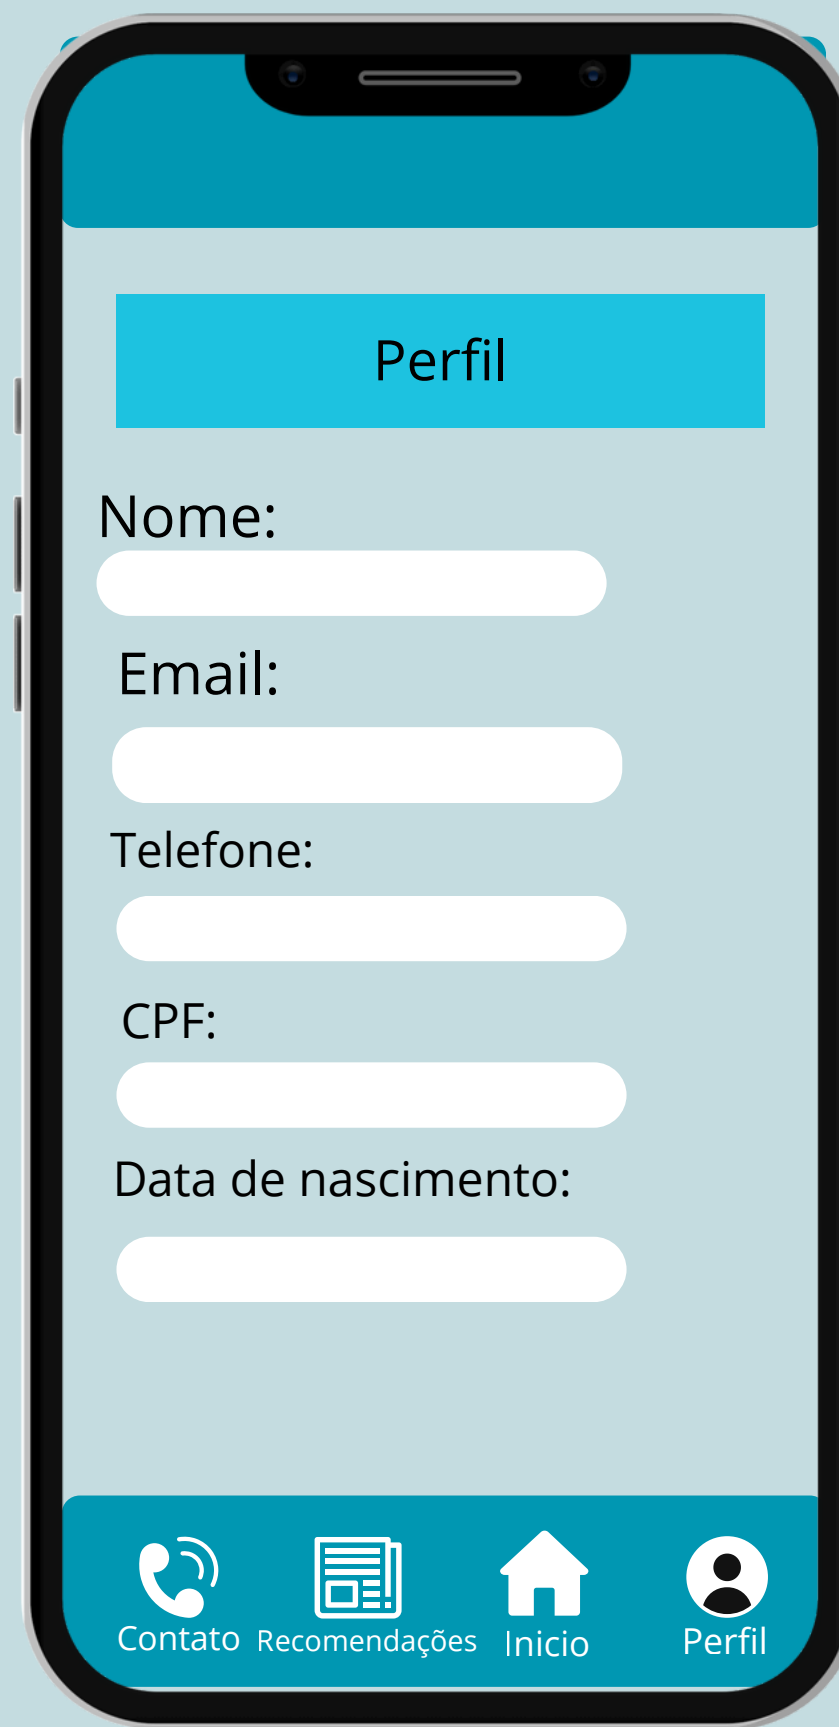 Perfil
Nome:
Email:
Telefone:
CPF:
Data de nascimento:
Contato
Recomendações
Inicio
Perfil